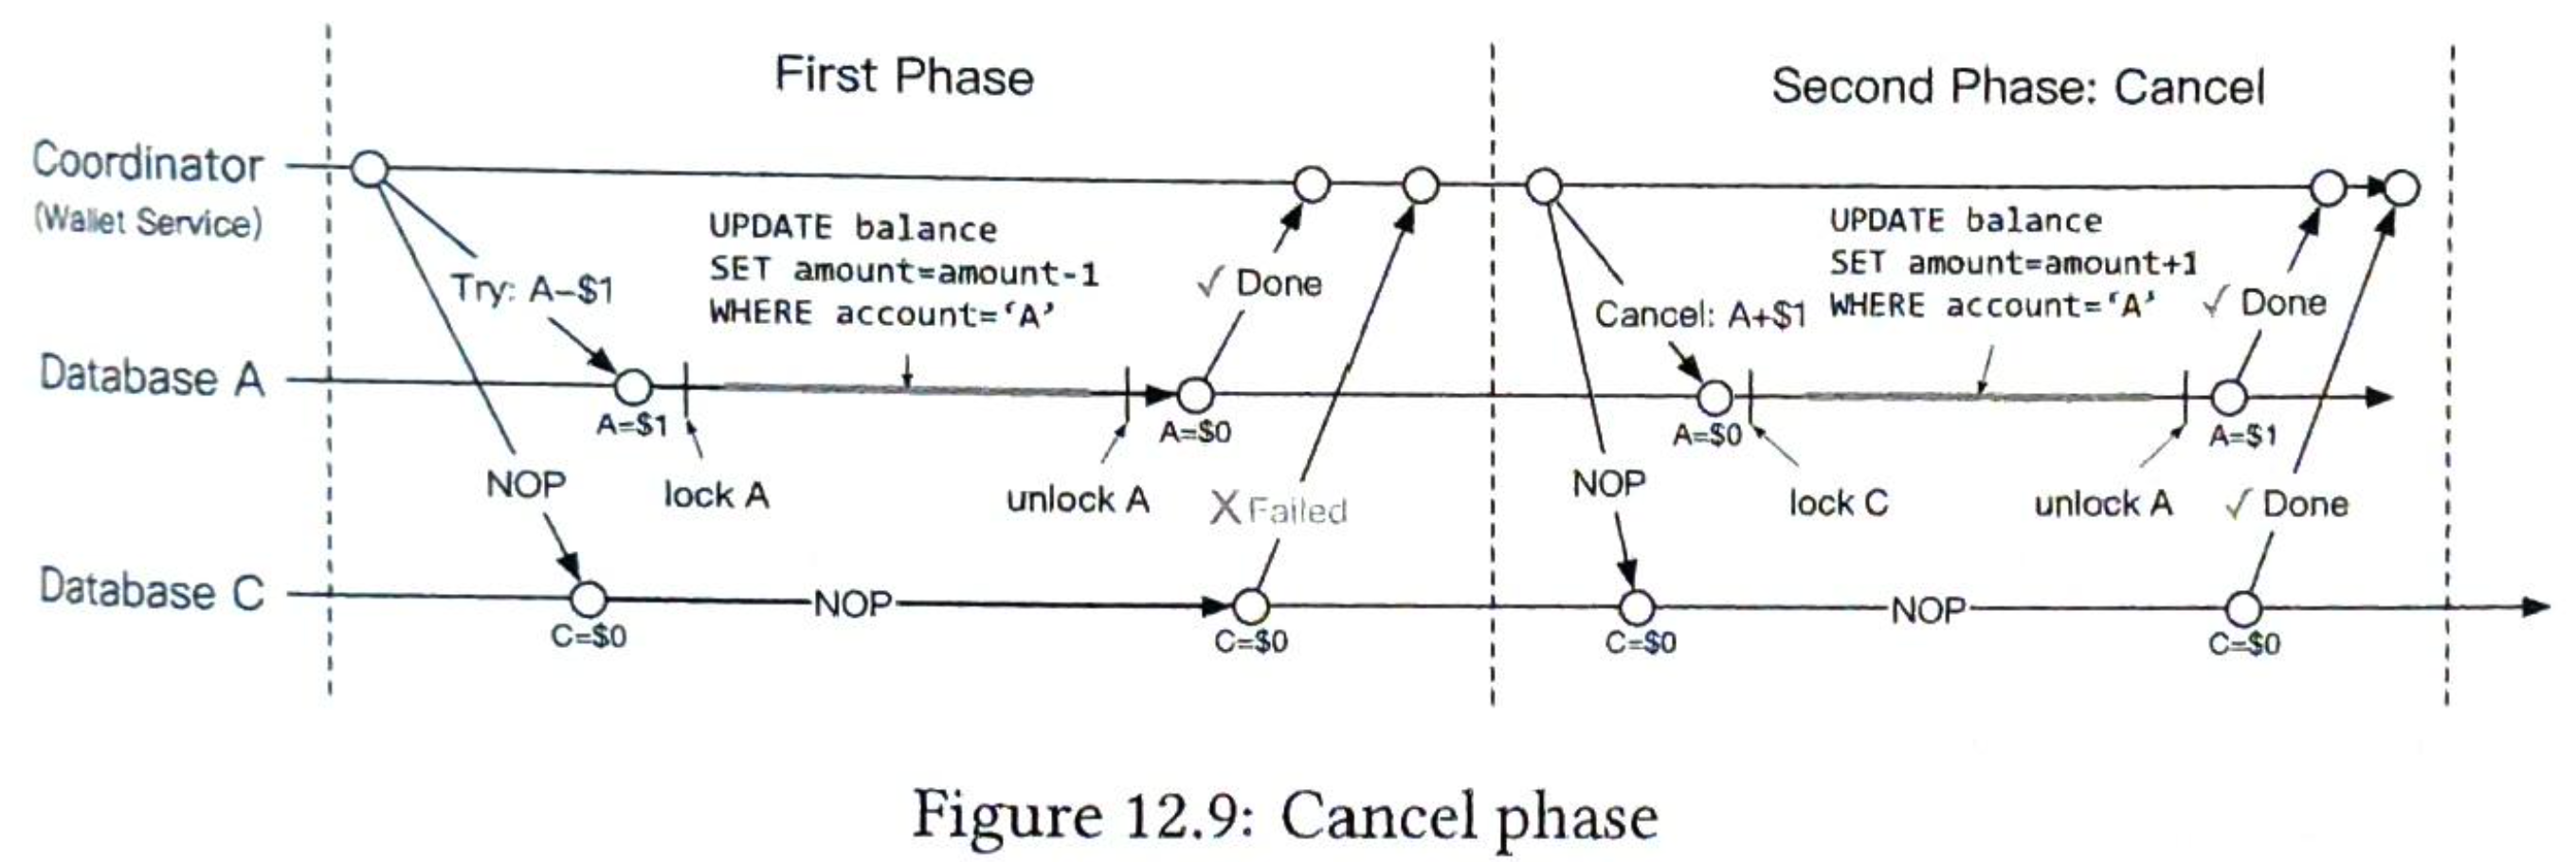 First Phase
Second Phase: Cancel
Coordinator
(Wallet Service)
UPDATE balance
SET amount=amount-1
WHERE account=‘A’
Try: A–$1
✓ Done
UPDATE balance
SET amount=amount+1
WHERE account=‘A’
Cancel: A+$1
✓ Done
Database A
A=$1
A=$0
A=$0
A=$1
NOP
lock A
unlock A
X Failed
NOP
lock C
unlock A
✓ Done
Database C
NOP
NOP
C=$0
C=$0
C=$0
C=$0
Figure 12.9: Cancel phase